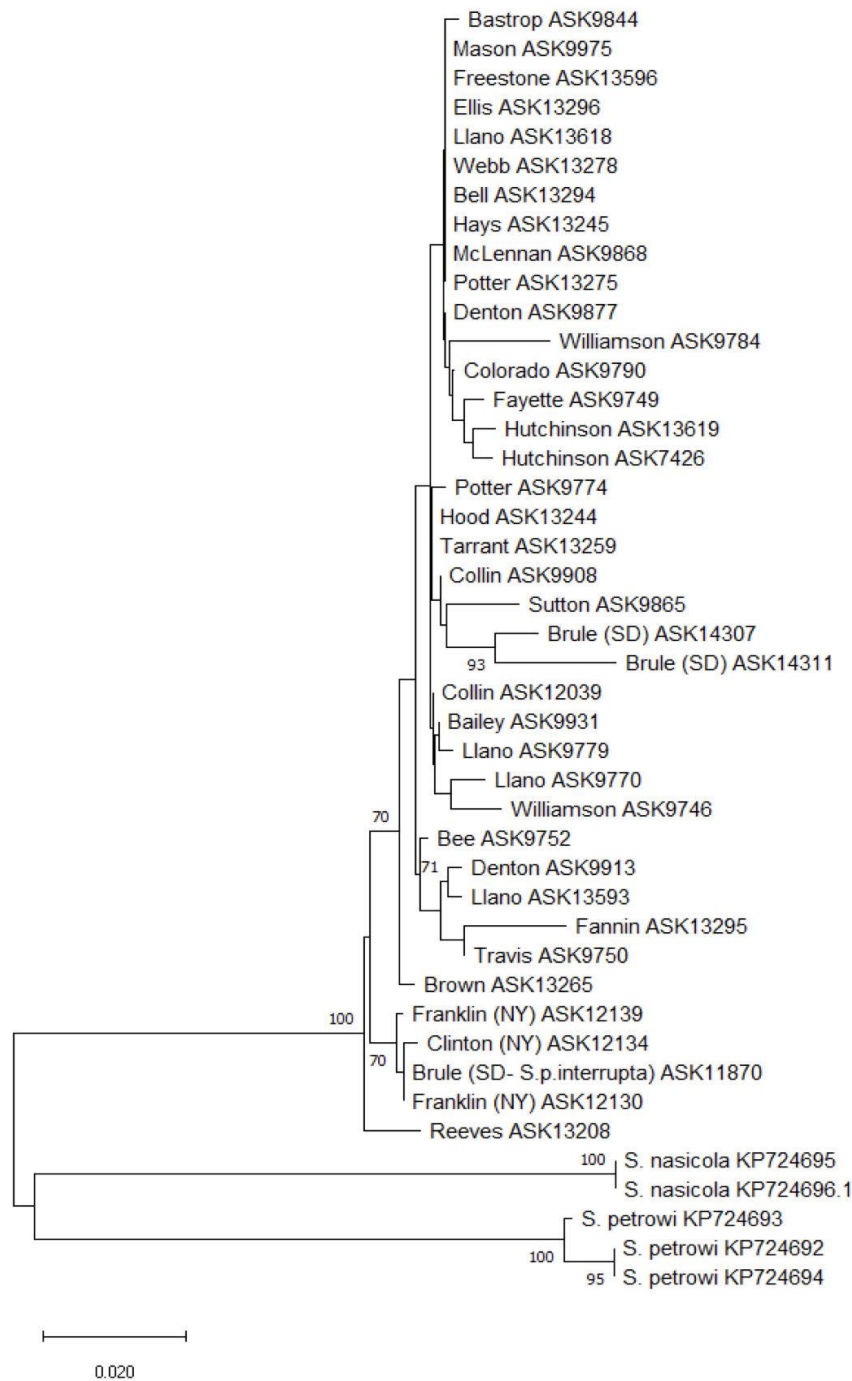 Bastrop ASK9844
Mason ASK9975
Freestone ASK13596
Ellis ASK13296
Llano ASK13618
Webb ASK13278
Bell ASK13294
Hays ASK13245
McLennan ASK9868
Potter ASK13275
Denton ASK9877
Williamson ASK9784
Colorado ASK9790
Fayette ASK9749
Hutchinson ASK13619
Hutchinson ASK7426
Potter ASK9774
Hood ASK13244
Tarrant ASK13259
Collin ASK9908
Sutton ASK9865
Brule (SD) ASK14307
93
Brule (SD) ASK14311
Collin ASK12039
Bailey ASK9931
Llano ASK9779
Llano ASK9770
Williamson ASK9746
70
Bee ASK9752
71
Denton ASK9913
Llano ASK13593
Fannin ASK13295
Travis ASK9750
Brown ASK13265
Franklin (NY) ASK12139
100
Clinton (NY) ASK12134
70
Brule (SD- S.p.interrupta) ASK11870
Franklin (NY) ASK12130
Reeves ASK13208
100
S. nasicola KP724695
S. nasicola KP724696.1
S. petrowi KP724693
100
S. petrowi KP724692
95
S. petrowi KP724694
0.020